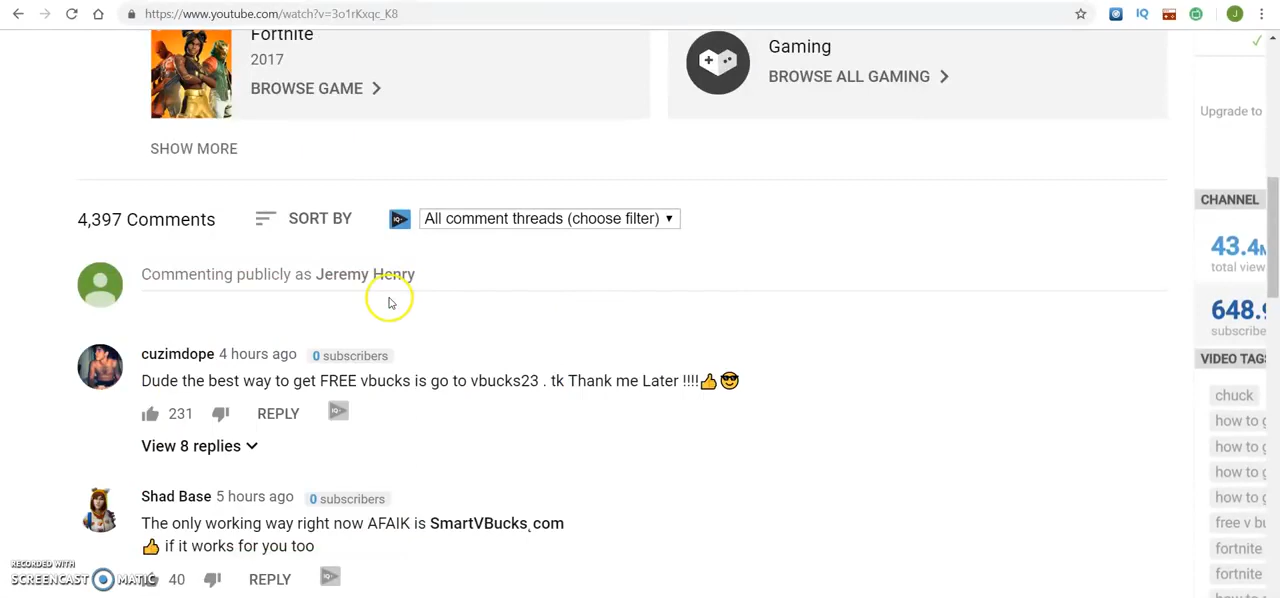 https://www.youtube.com/watch?v=3o1rKxqc_K8
IQ
J
Fortnite
2017
BROWSE GAME
Gaming
BROWSE ALL GAMING
Upgrade to
SHOW MORE
4,397 Comments
SORT BY
IQ
All comment threads (choose filter)
CHANNEL
43.4M
total view
648.9
subscribe
VIDEO TAGS
chuck
how to g
how to g
how to g
how to g
free v bu
fortnite
fortnite
Commenting publicly as Jeremy Henry
cuzimdope 4 hours ago 0 subscribers
Dude the best way to get FREE vbucks is go to vbucks23 . tk Thank me Later !!!!👍😎
231 REPLY
View 8 replies
Shad Base 5 hours ago 0 subscribers
The only working way right now AFAIK is SmartVBucks͵com
👍 if it works for you too
40 REPLY
RECORDED WITH
SCREENCAST MATIC